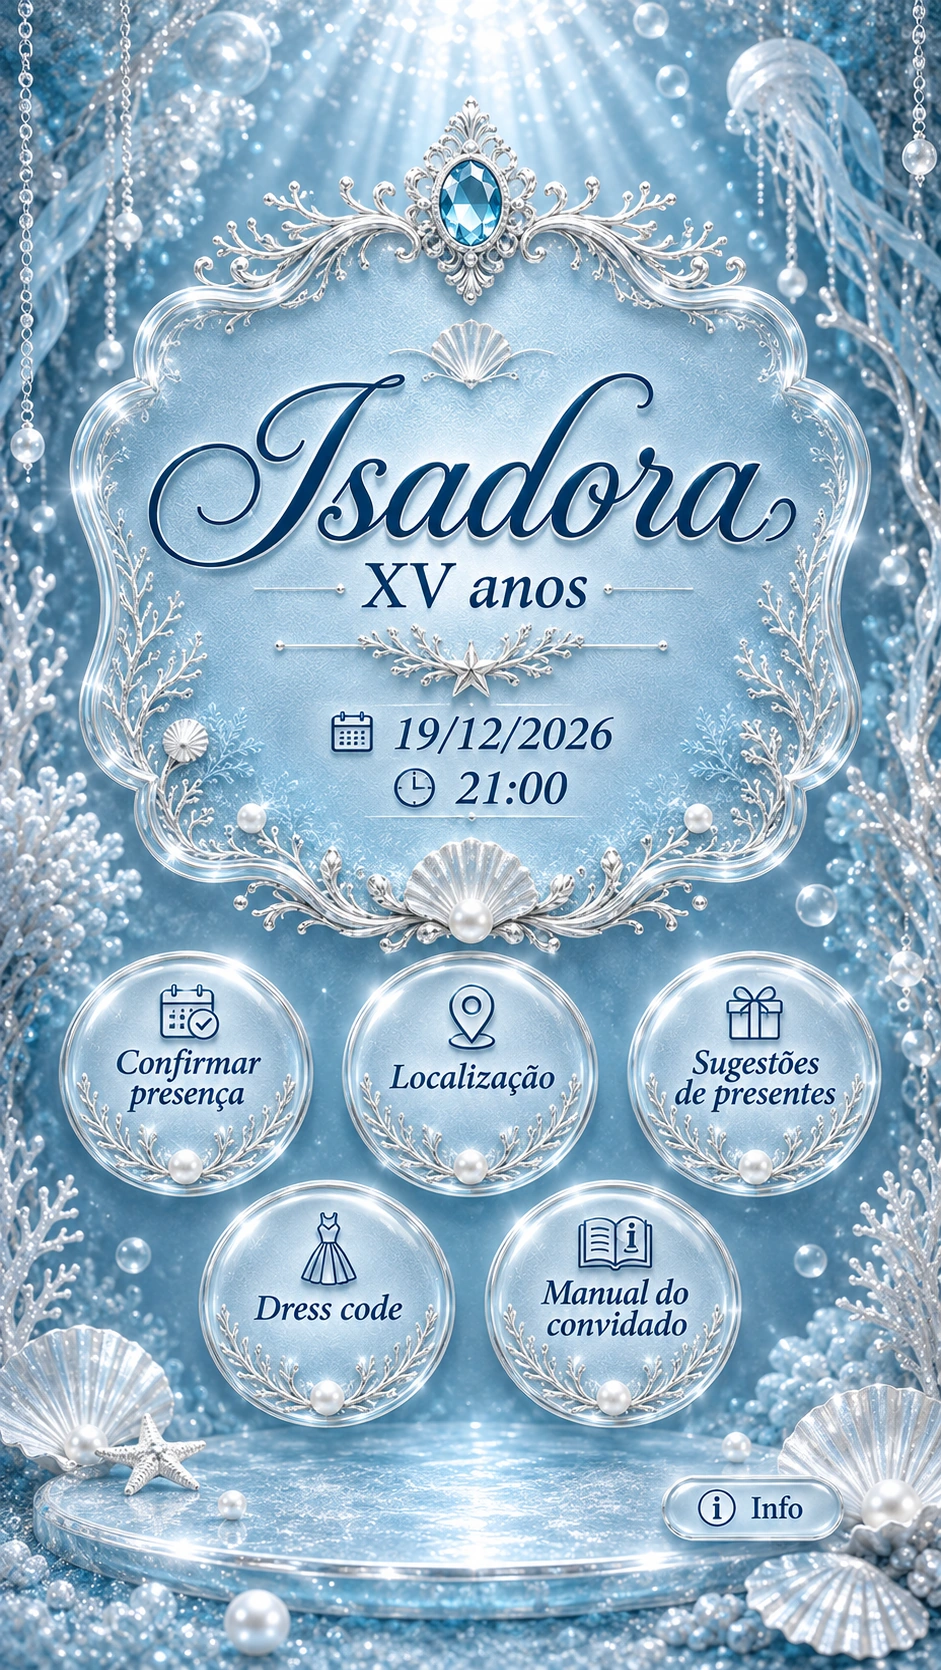 Isadora
XV anos
19/12/2026
21:00
Confirmar
presença
Localização
Sugestões
de presentes
Dress code
Manual do
convidado
Info